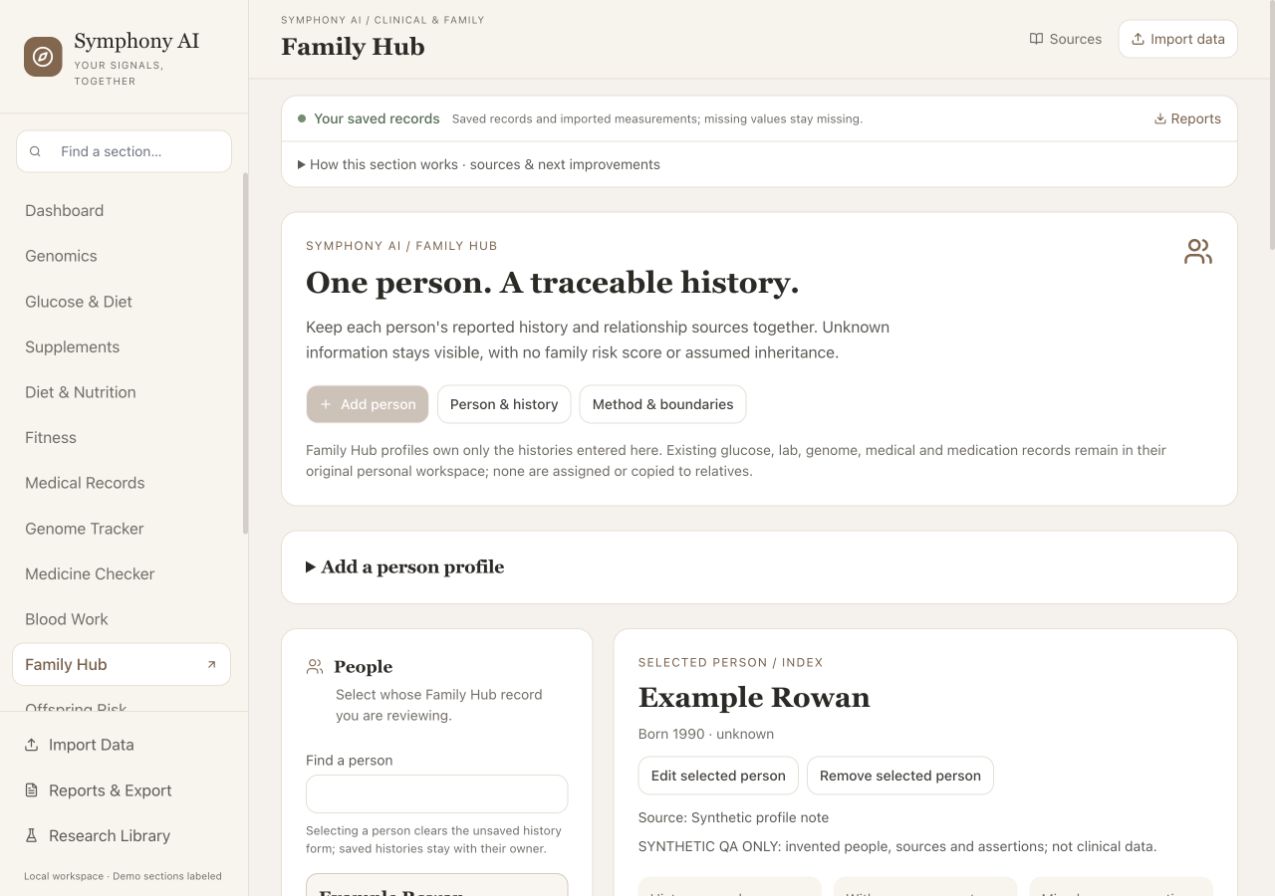 Symphony AI
YOUR SIGNALS,
TOGETHER
Find a section...
Dashboard
Genomics
Glucose & Diet
Supplements
Diet & Nutrition
Fitness
Medical Records
Genome Tracker
Medicine Checker
Blood Work
Family Hub
Offspring Risk
Import Data
Reports & Export
Research Library
Local workspace · Demo sections labeled
SYMPHONY AI / CLINICAL & FAMILY
Family Hub
Sources
Import data
Your saved records Saved records and imported measurements; missing values stay missing.
Reports
How this section works · sources & next improvements
SYMPHONY AI / FAMILY HUB
One person. A traceable history.
Keep each person's reported history and relationship sources together. Unknown
information stays visible, with no family risk score or assumed inheritance.
+ Add person
Person & history
Method & boundaries
Family Hub profiles own only the histories entered here. Existing glucose, lab, genome, medical and medication records remain in their
original personal workspace; none are assigned or copied to relatives.
Add a person profile
People
Select whose Family Hub record
you are reviewing.
Find a person
Selecting a person clears the unsaved history
form; saved histories stay with their owner.
Example Rowan
SELECTED PERSON / INDEX
Example Rowan
Born 1990 · unknown
Edit selected person
Remove selected person
Source: Synthetic profile note
SYNTHETIC QA ONLY: invented people, sources and assertions; not clinical data.